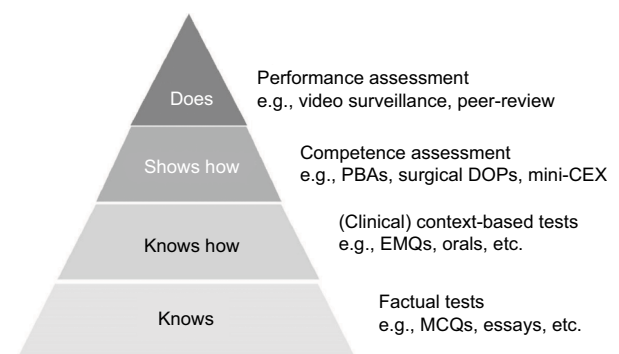 Does
Performance assessment
e.g., video surveillance, peer-review
Shows how
Competence assessment
e.g., PBAs, surgical DOPs, mini-CEX
Knows how
(Clinical) context-based tests
e.g., EMQs, orals, etc.
Knows
Factual tests
e.g., MCQs, essays, etc.